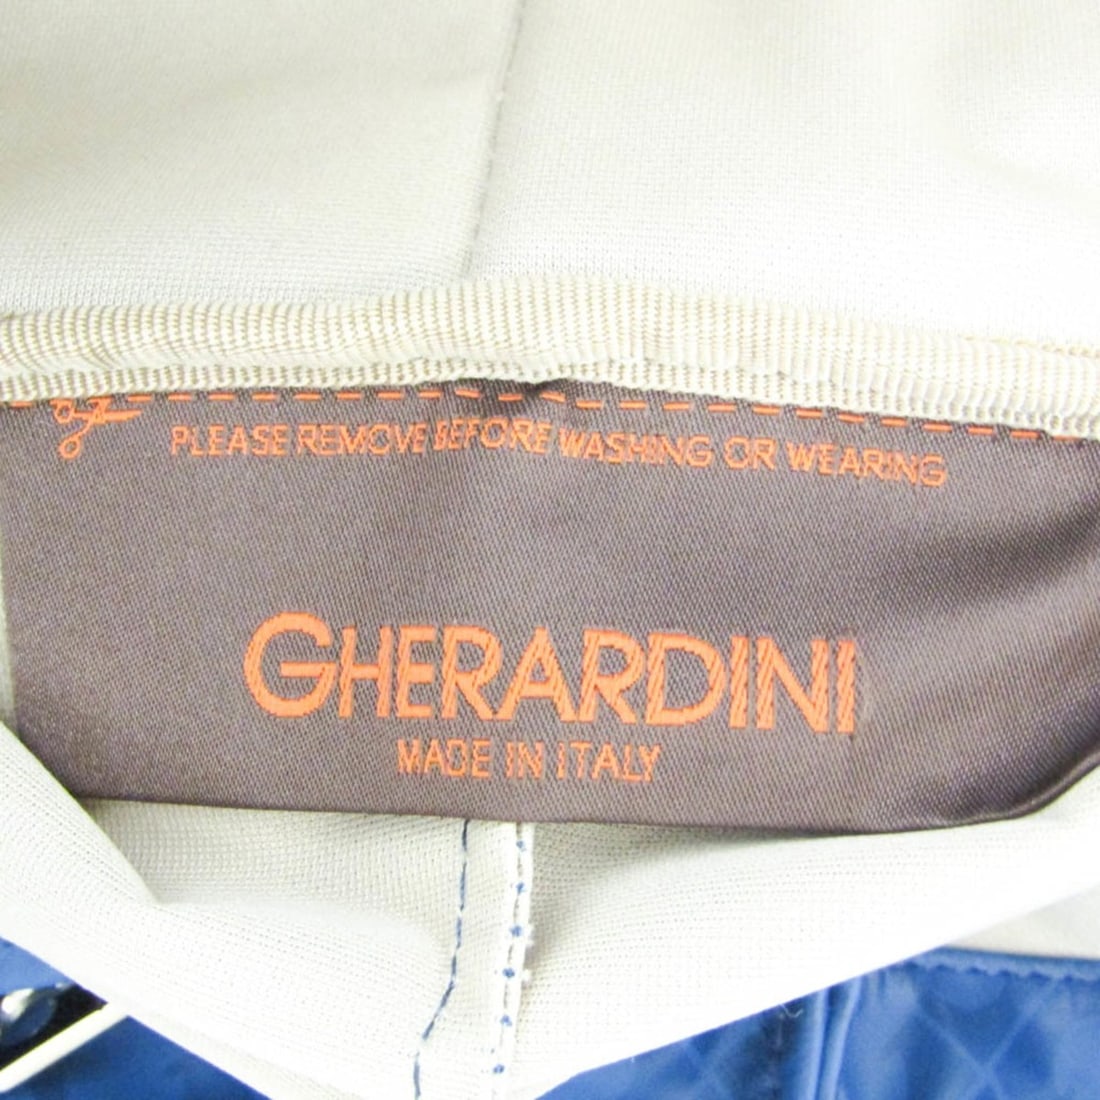 PLEASE REMOVE BEFORE WASHING OR WEARING
GHERARDINI
MADE IN ITALY